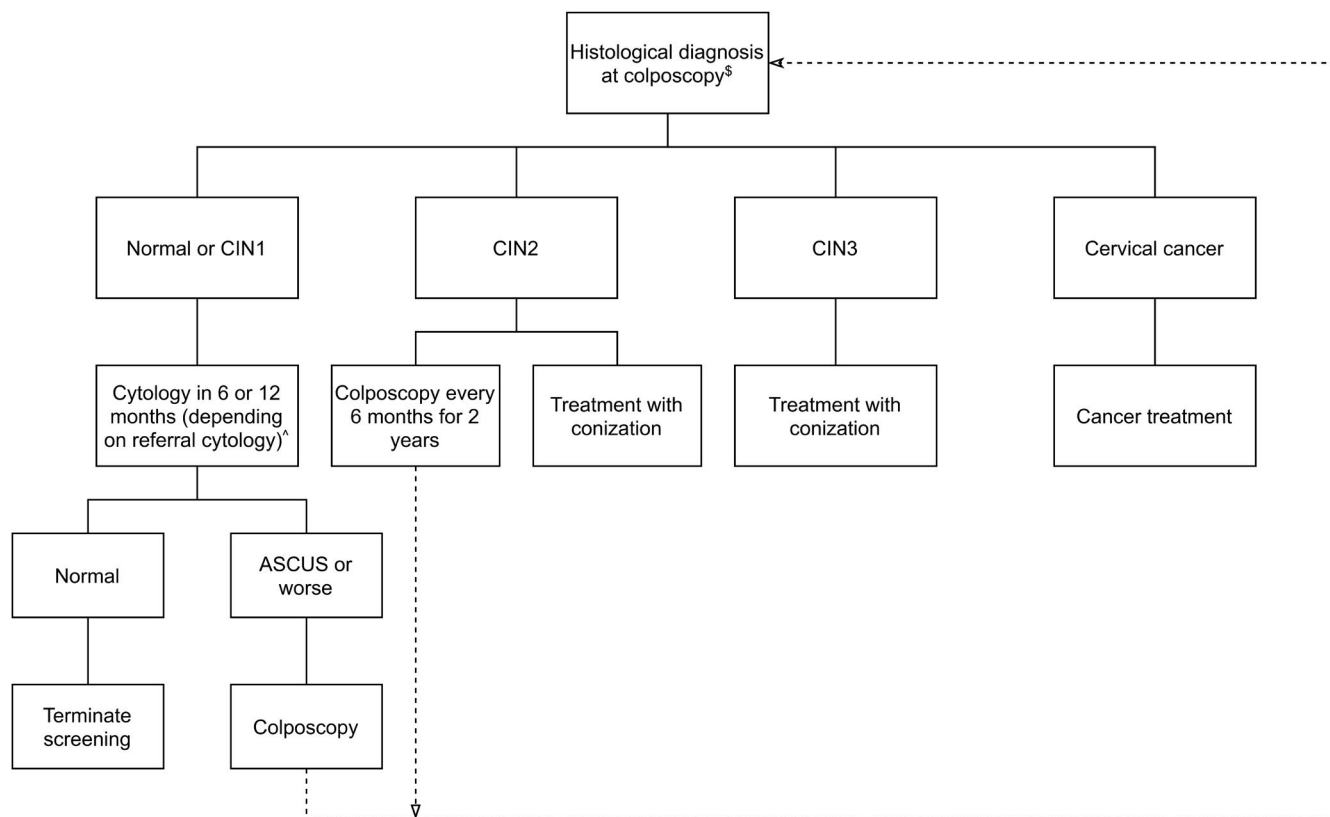 Histological diagnosis
at colposcopy$
Normal or CIN1
CIN2
CIN3
Cervical cancer
Cytology in 6 or 12
months (depending
on referral cytology)^
Colposcopy every
6 months for 2
years
Treatment with
conization
Treatment with
conization
Cancer treatment
Normal
ASCUS or
worse
Terminate
screening
Colposcopy